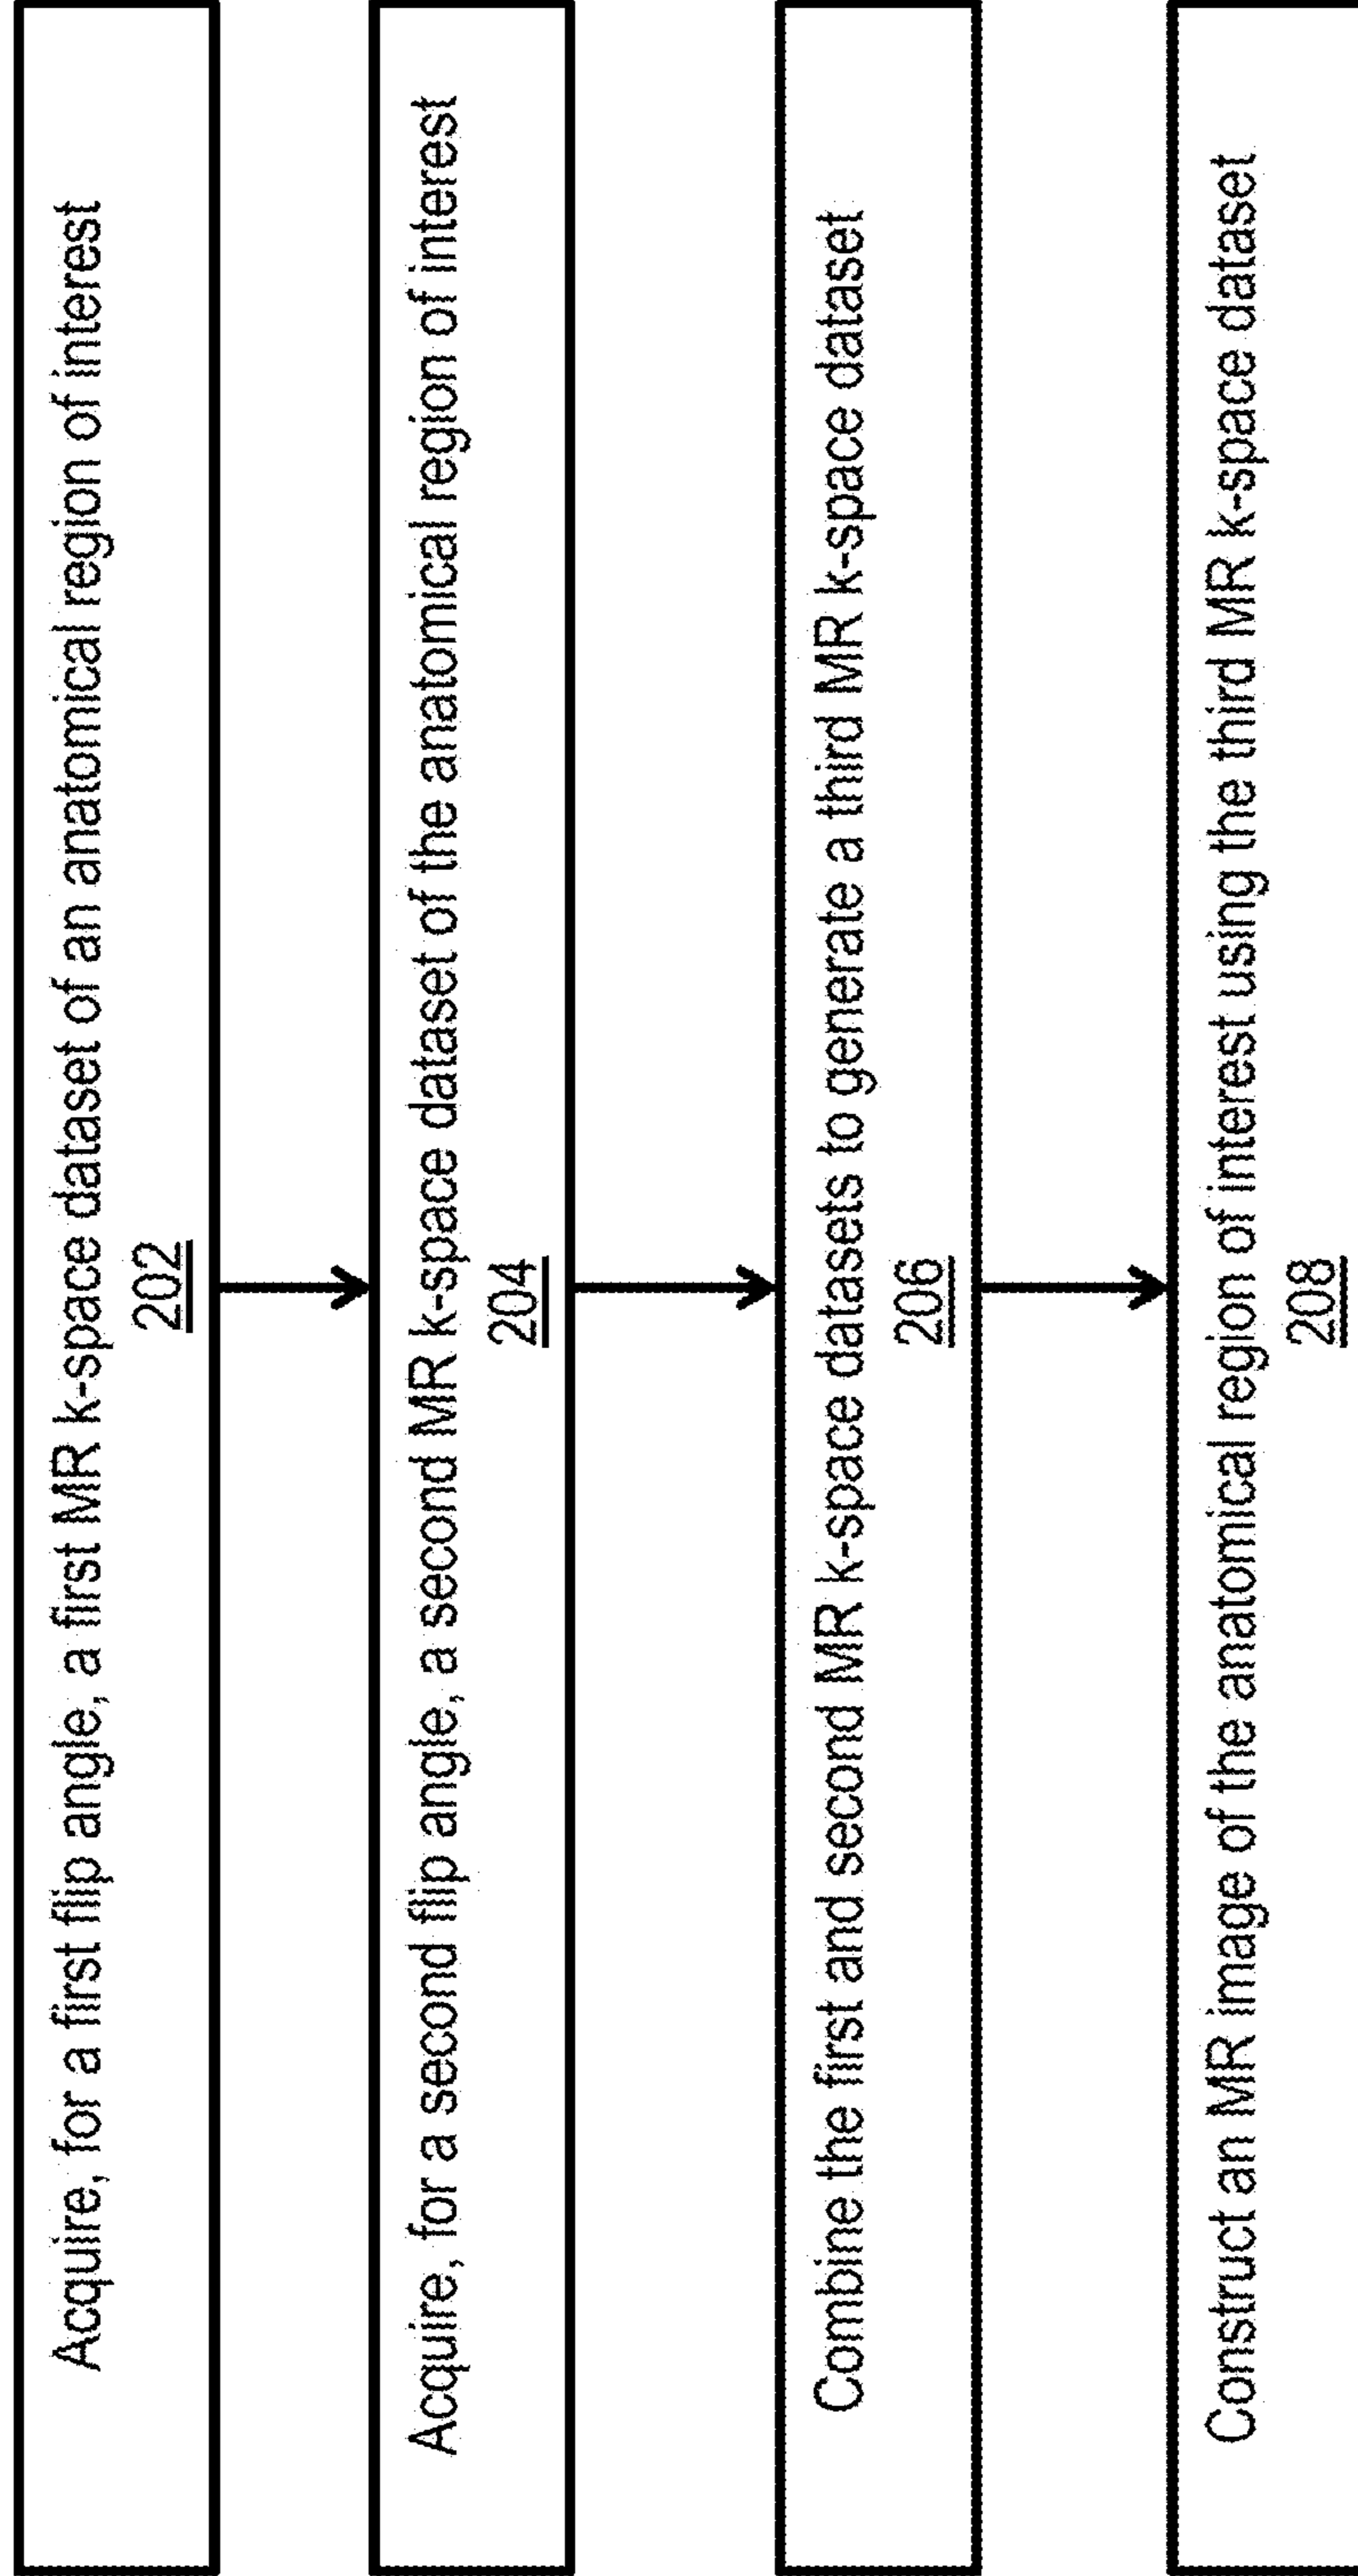 Acquire, for a first flip angle, a first MR k-space dataset of an anatomical region of interest
202
Acquire, for a second flip angle, a second MR k-space dataset of the anatomical region of interest
204
Combine the first and second MR k-space datasets to generate a third MR k-space dataset
206
Construct an MR image of the anatomical region of interest using the third MR k-space dataset
208